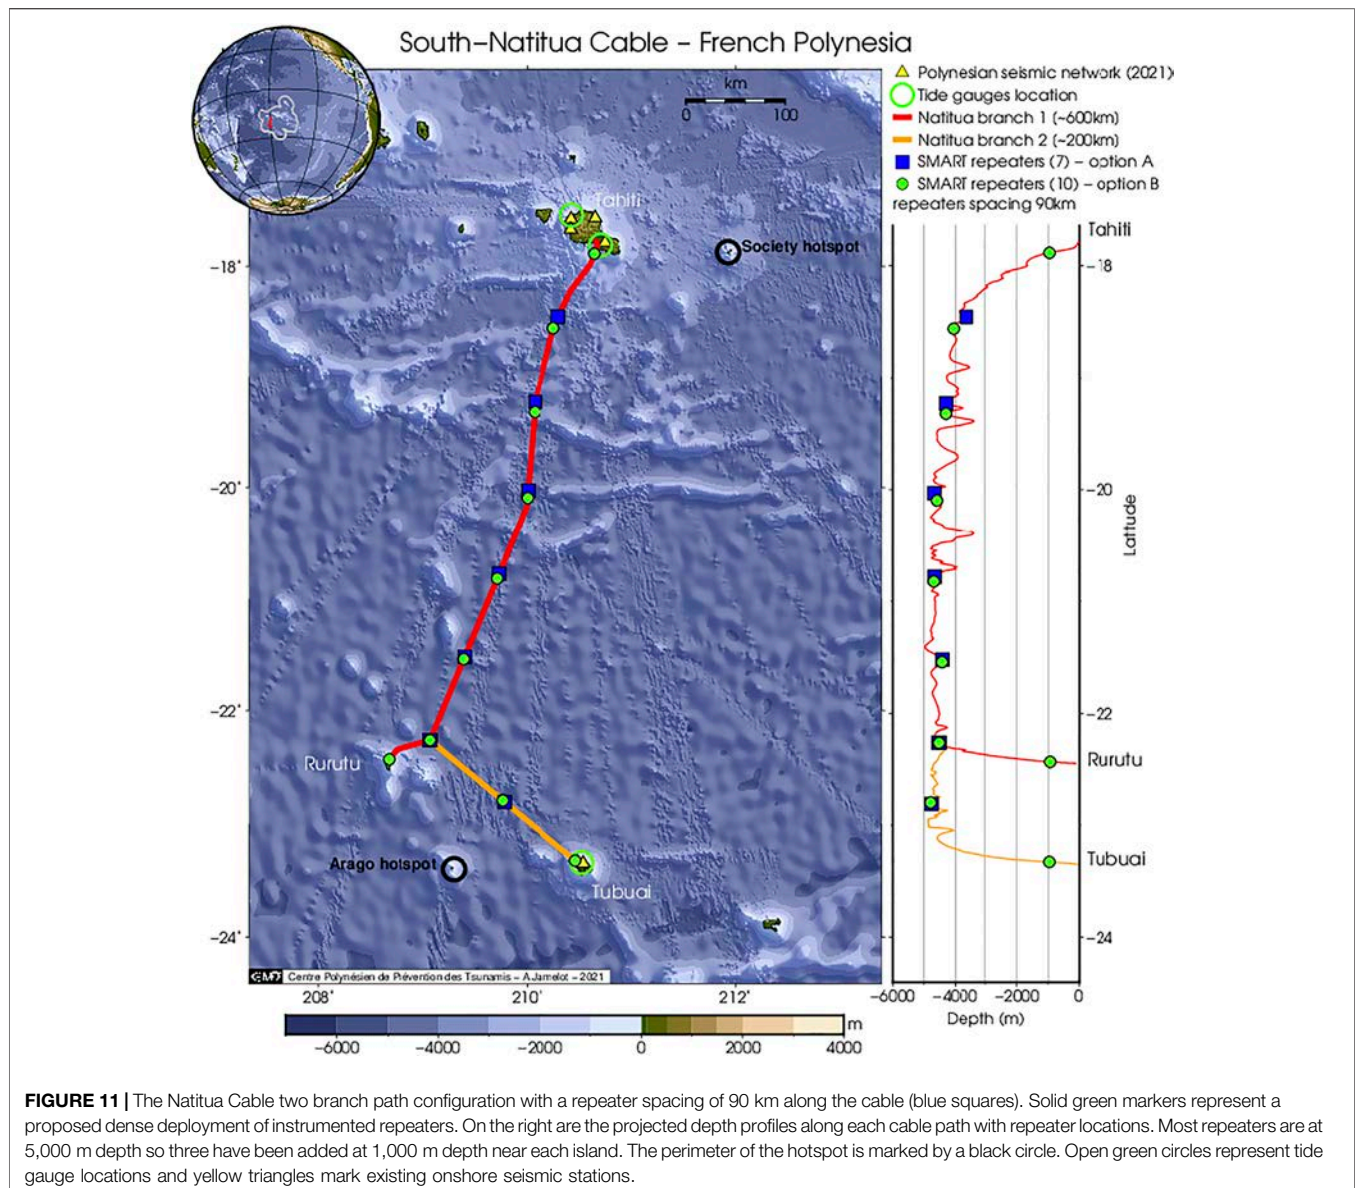 South-Natitua Cable - French Polynesia
km
0 100
Polynesian seismic network (2021)
Tide gauges location
Natitua branch 1 (~600km)
Natitua branch 2 (~200km)
SMART repeaters (7) - option A
SMART repeaters (10) - option B
repeaters spacing 90km
Tahiti
Society hotspot
Rurutu
Arago hotspot
Tubuai
-18°
-20°
-22°
-24°
208° 210° 212°
GMT Centre Polynésien de Prévention des Tsunamis - A.Jamelot - 2021
Tahiti
-18
-20
Lattude
-22
Rurutu
Tubuai
-24
-6000 -4000 -2000 0
Depth (m)
m
-6000 -4000 -2000 0 2000 4000
FIGURE 11 | The Natitua Cable two branch path configuration with a repeater spacing of 90 km along the cable (blue squares). Solid green markers represent a
proposed dense deployment of instrumented repeaters. On the right are the projected depth profiles along each cable path with repeater locations. Most repeaters are at
5,000 m depth so three have been added at 1,000 m depth near each island. The perimeter of the hotspot is marked by a black circle. Open green circles represent tide
gauge locations and yellow triangles mark existing onshore seismic stations.